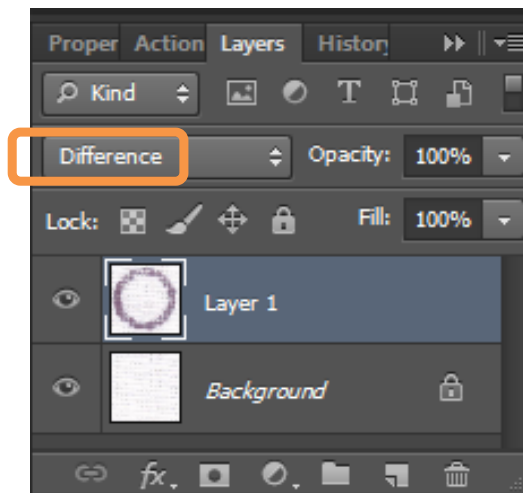 Proper Action Layers History
Kind
Difference Opacity: 100%
Lock: Fill: 100%
Layer 1
Background
fx.